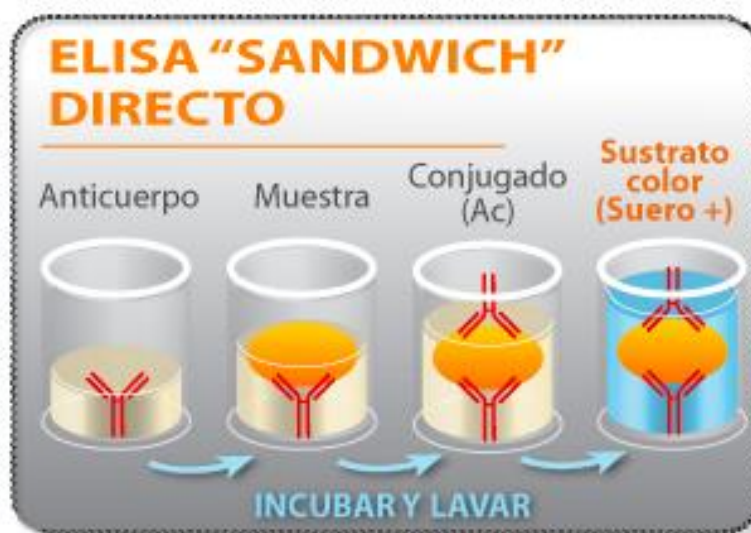 ELISA “SANDWICH”
DIRECTO
Anticuerpo
Muestra
Conjugado
(Ac)
Sustrato
color
(Suero +)
INCUBAR Y LAVAR